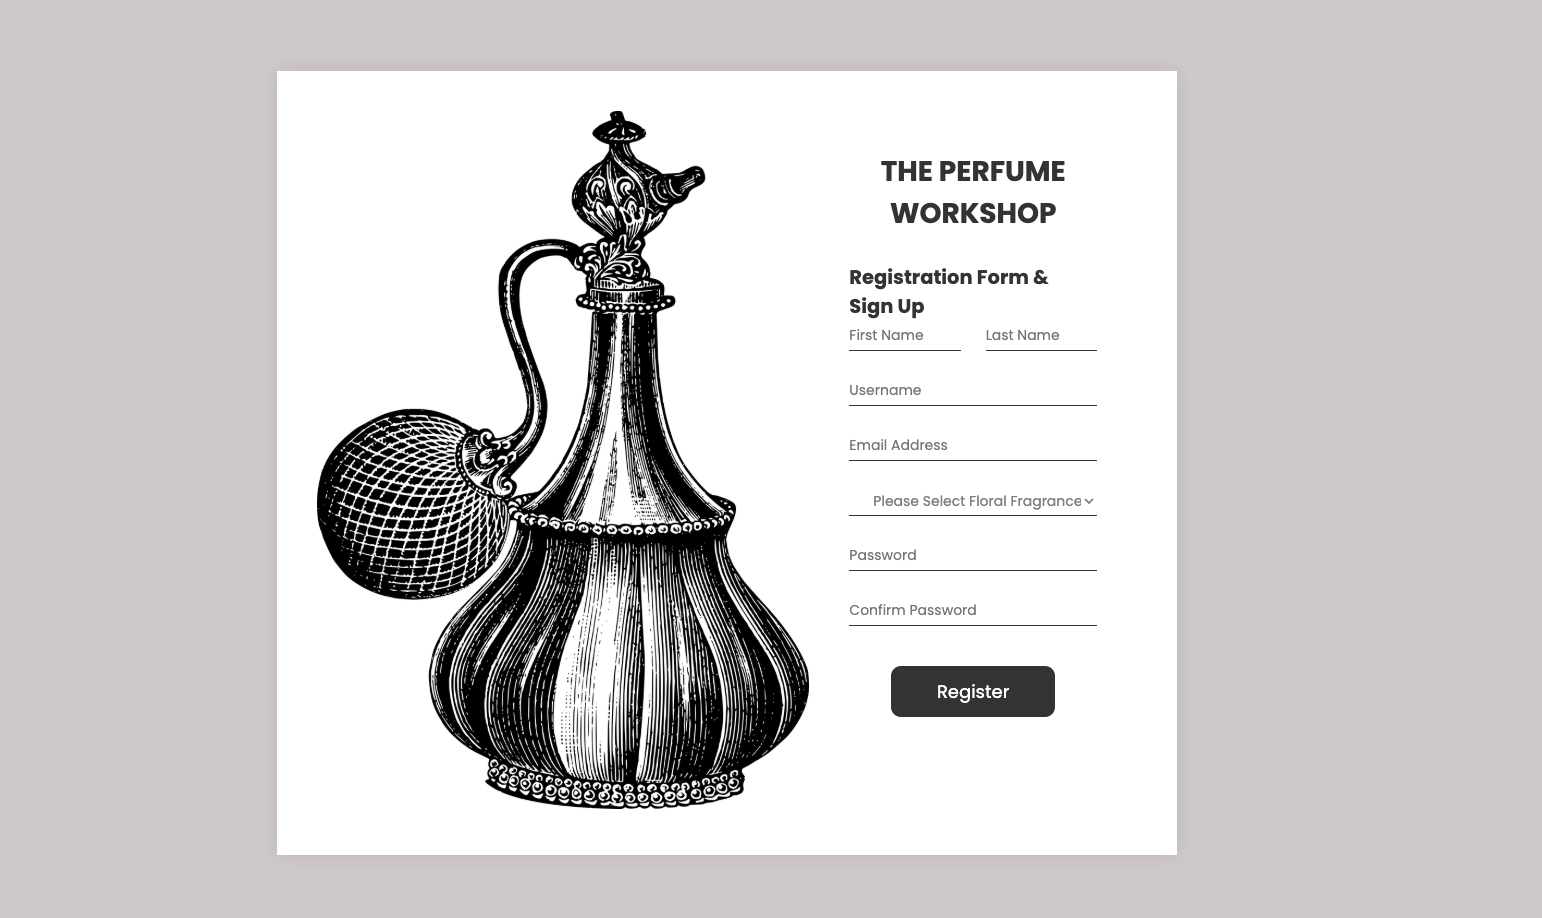 THE PERFUME
WORKSHOP
Registration Form &
Sign Up
First Name Last Name
Username
Email Address
Please Select Floral Fragrance
Password
Confirm Password
Register